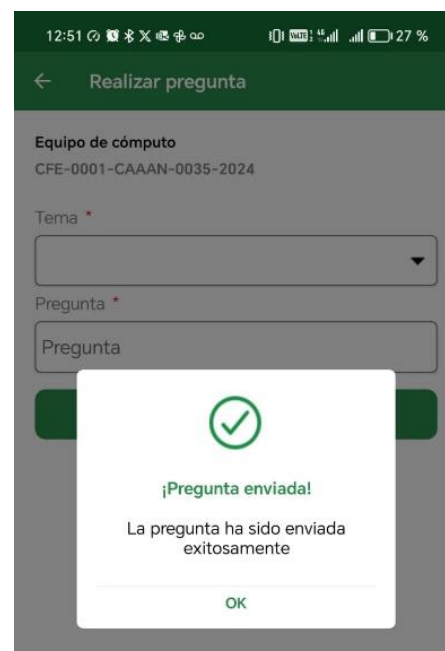 12:51 27 %
Realizar pregunta
Equipo de cómputo
CFE-0001-CAAAN-0035-2024
Tema *
Pregunta *
Pregunta
¡Pregunta enviada!
La pregunta ha sido enviada
exitosamente
OK